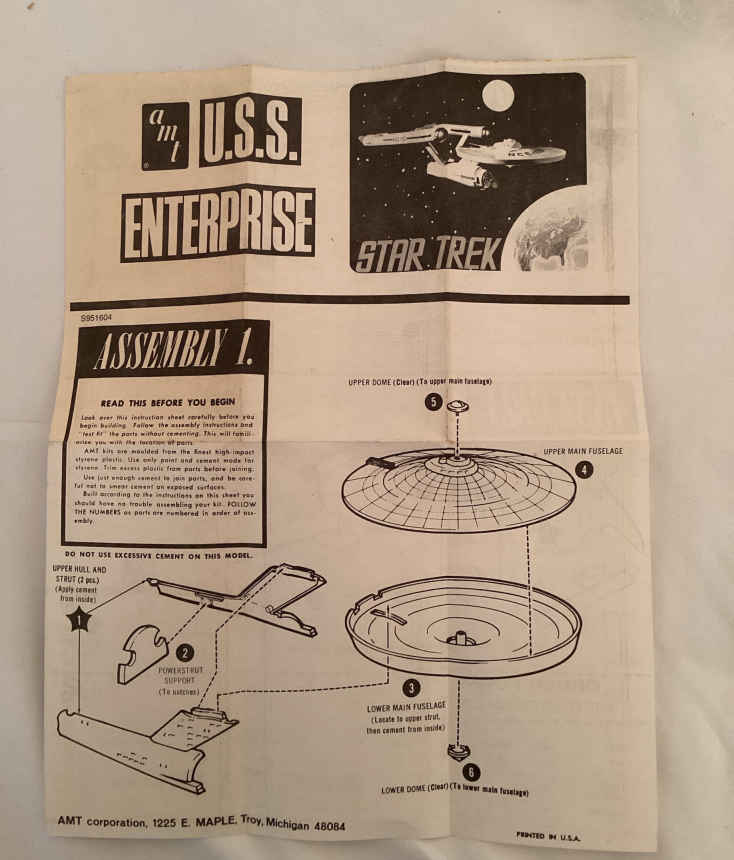 amt
®
U.S.S.
ENTERPRISE
NCC
STAR TREK
S951604
ASSEMBLY 1.
READ THIS BEFORE YOU BEGIN
Look over this instruction sheet carefully before you
begin building. Follow the assembly instructions and
"test fit" the parts without cementing. This will famili-
arize you with the location of parts.
AMT kits are moulded from the finest high-impact
styrene plastic. Use only paint and cement made for
styrene. Trim excess plastic from parts before joining.
Use just enough cement to join parts, and be care-
ful not to smear cement on exposed surfaces.
Built according to the instructions on this sheet you
should have no trouble assembling your kit. FOLLOW
THE NUMBERS as parts are numbered in order of ass-
embly.
DO NOT USE EXCESSIVE CEMENT ON THIS MODEL.
UPPER HULL AND
STRUT (2 pcs.)
(Apply cement
from inside)
1
2
POWERSTRUT
SUPPORT
(To notches)
UPPER DOME (Clear) (To upper main fuselage)
5
UPPER MAIN FUSELAGE
4
3
LOWER MAIN FUSELAGE
(Locate to upper strut,
then cement from inside)
6
LOWER DOME (Clear) (To lower main fuselage)
AMT corporation, 1225 E. MAPLE, Troy, Michigan 48084
PRINTED IN U.S.A.